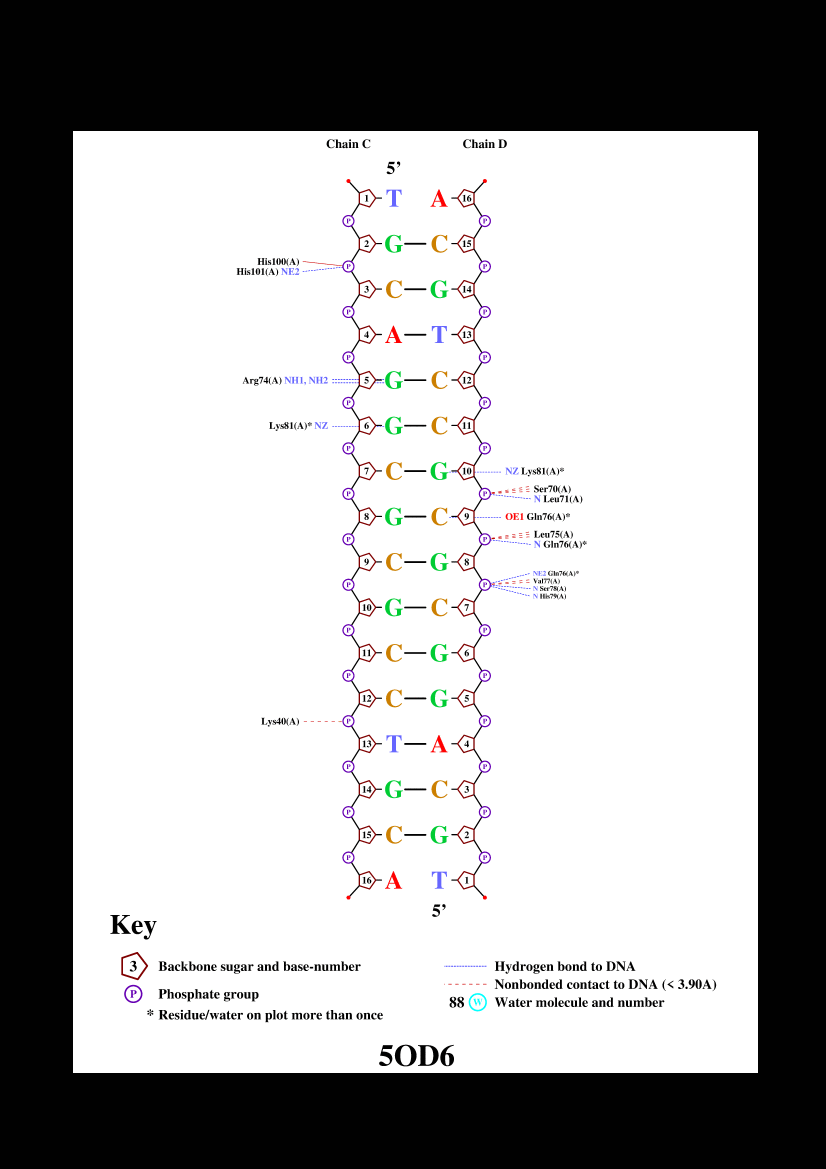 Chain C Chain D
5’
1 T A 16
P P
2 G C 15
His100(A)
P P
His101(A) NE2
3 C G 14
P P
4 A T 13
P P
Arg74(A) NH1, NH2 5 G C 12
P P
Lys81(A)* NZ 6 G C 11
P P
7 C G 10 NZ Lys81(A)*
Ser70(A)
P P
N Leu71(A)
8 G C 9 OE1 Gln76(A)*
Leu75(A)
P P
N Gln76(A)*
9 C G 8
NE2 Gln76(A)*
Val77(A)
P P
N Ser78(A)
N His79(A)
10 G C 7
P P
11 C G 6
P P
12 C G 5
Lys40(A) P P
13 T A 4
P P
14 G C 3
P P
15 C G 2
P P
16 A T 1
5’
Key
3 Backbone sugar and base-number
P Phosphate group
* Residue/water on plot more than once
Hydrogen bond to DNA
Nonbonded contact to DNA (< 3.90A)
88 W Water molecule and number
5OD6